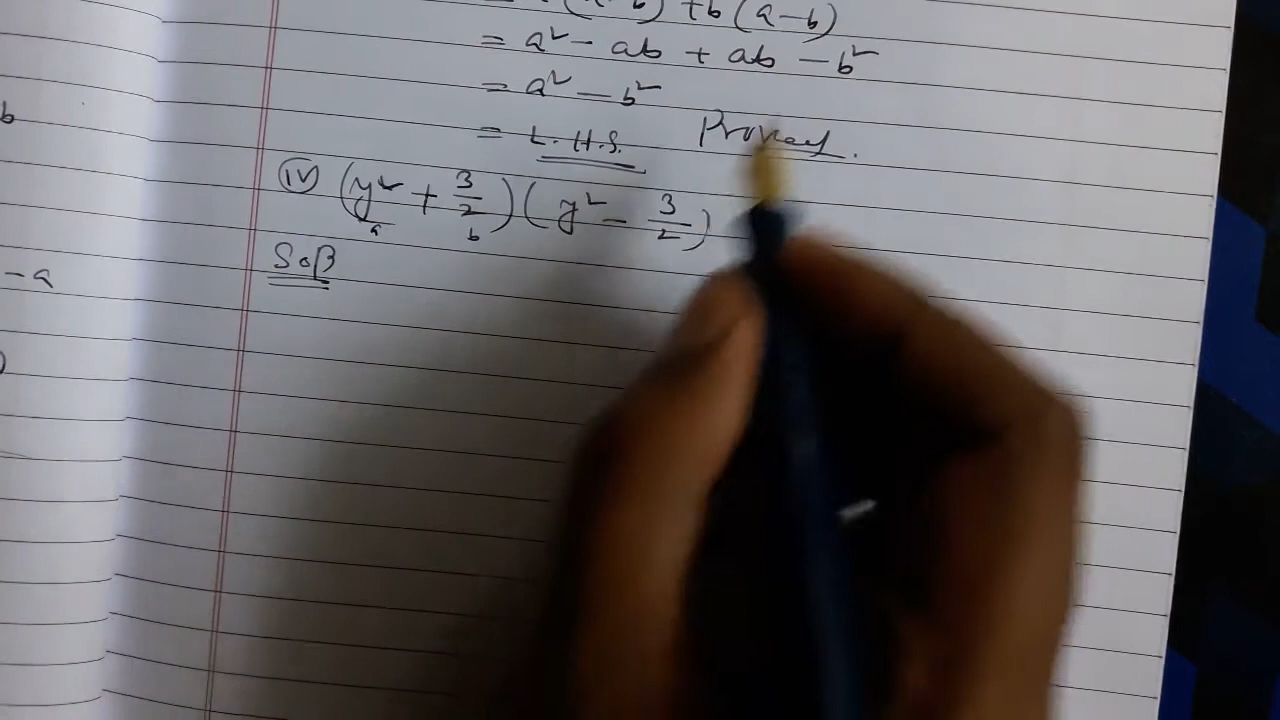 + b (a - b)
= a² - ab + ab - b²
= a² - b²
b
= L.H.S. Proved.
(iv) (y² + 3/2) (y² - 3/2)
a b
Sol
- a